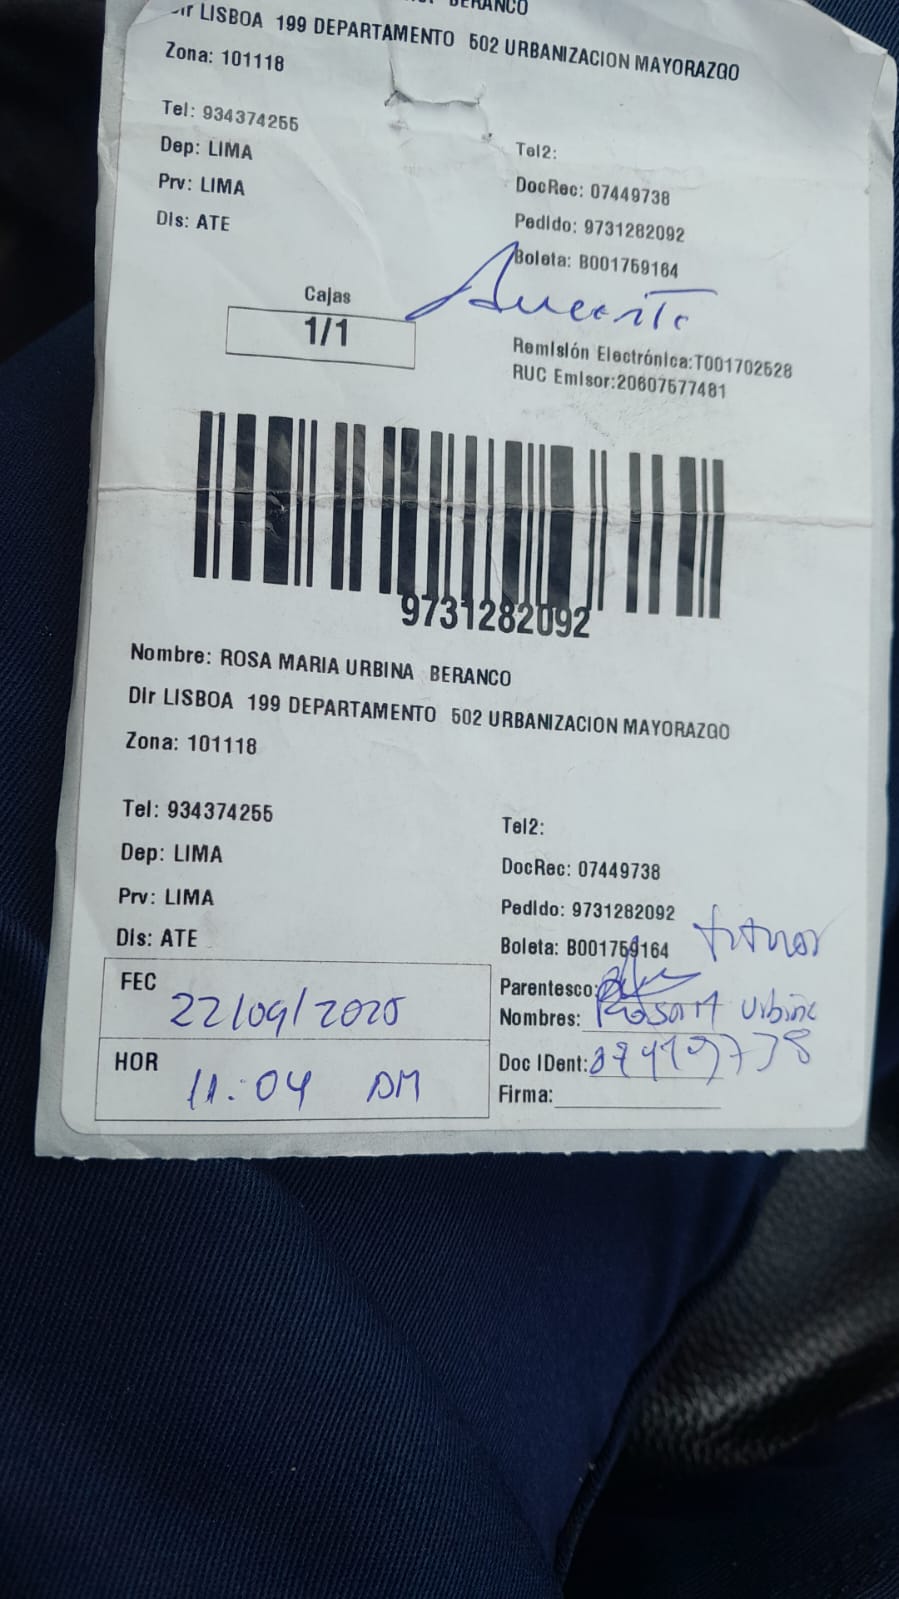 BERANCO
Dir LISBOA 199 DEPARTAMENTO 502 URBANIZACION MAYORAZGO
Zona: 101118
Tel: 934374255
Dep: LIMA
Prv: LIMA
Dis: ATE
Tel2:
DocRec: 07449738
Pedido: 9731282092
Boleta: B001759164
Cajas
1/1
Remisión Electrónica:T001702528
RUC Emisor:20607577481
9731282092
Nombre: ROSA MARIA URBINA BERANCO
Dir LISBOA 199 DEPARTAMENTO 502 URBANIZACION MAYORAZGO
Zona: 101118
Tel: 934374255
Dep: LIMA
Prv: LIMA
Dis: ATE
Tel2:
DocRec: 07449738
Pedido: 9731282092
Boleta: B001759164
FEC
22/09/2025
HOR
11:04 AM
Parentesco:
Nombres: Rosa M Urbina
Doc IDent:
Firma: